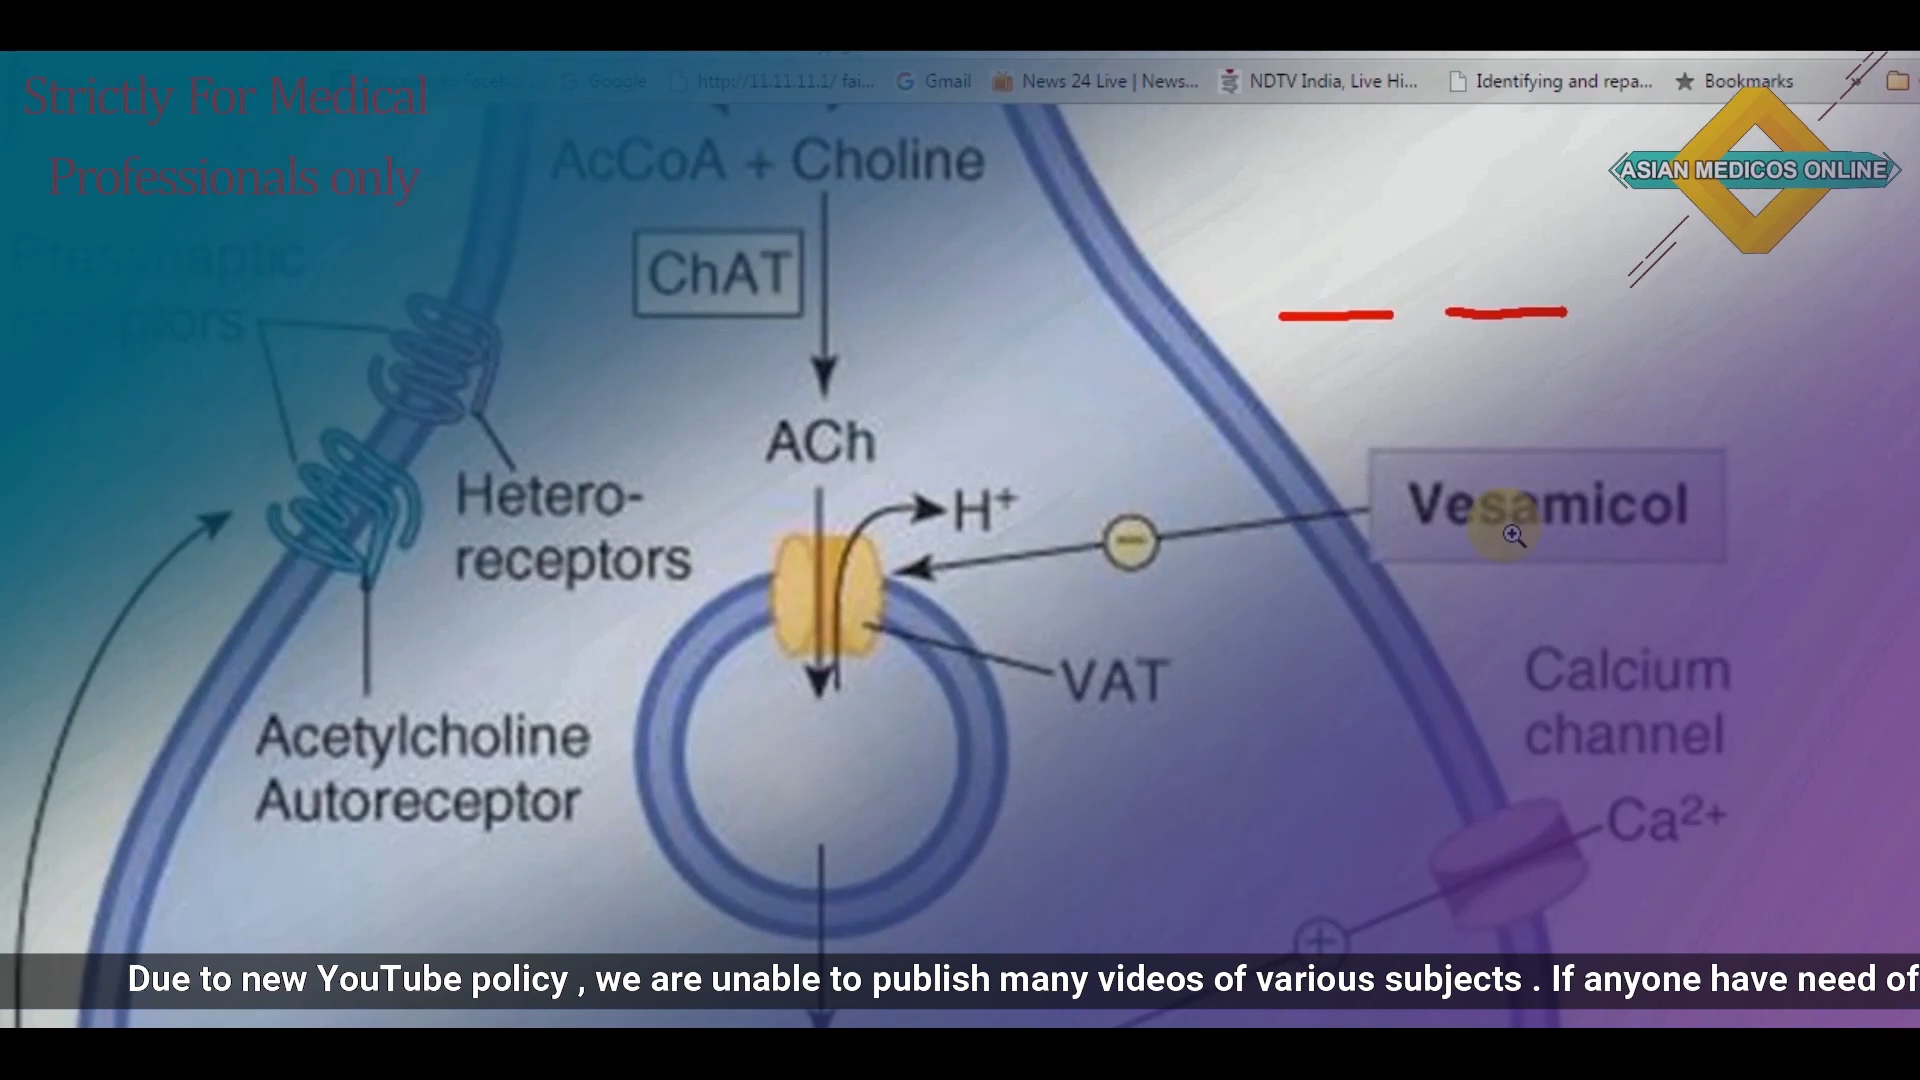 Strictly For Medical
Professionals only
Google
http://11.11.11.1/ fai...
Gmail
News 24 Live | News...
NDTV India, Live Hi...
Identifying and repa...
Bookmarks
»
ASIAN MEDICOS ONLINE
AcCoA + Choline
Presynaptic
receptors
ChAT
ACh
H⁺
Hetero-
receptors
Vesamicol
VAT
Acetylcholine
Autoreceptor
Calcium
channel
Ca²⁺
Due to new YouTube policy , we are unable to publish many videos of various subjects . If anyone have need of